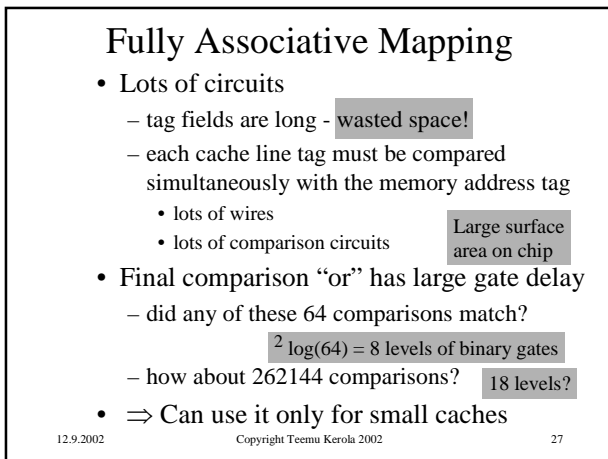 Fully Associative Mapping
• Lots of circuits
– tag fields are long - wasted space!
– each cache line tag must be compared
simultaneously with the memory address tag
• lots of wires
• lots of comparison circuits
Large surface
area on chip
• Final comparison “or” has large gate delay
– did any of these 64 comparisons match?
2 log(64) = 8 levels of binary gates
– how about 262144 comparisons? 18 levels?
• ⇒ Can use it only for small caches
12.9.2002 Copyright Teemu Kerola 2002 27